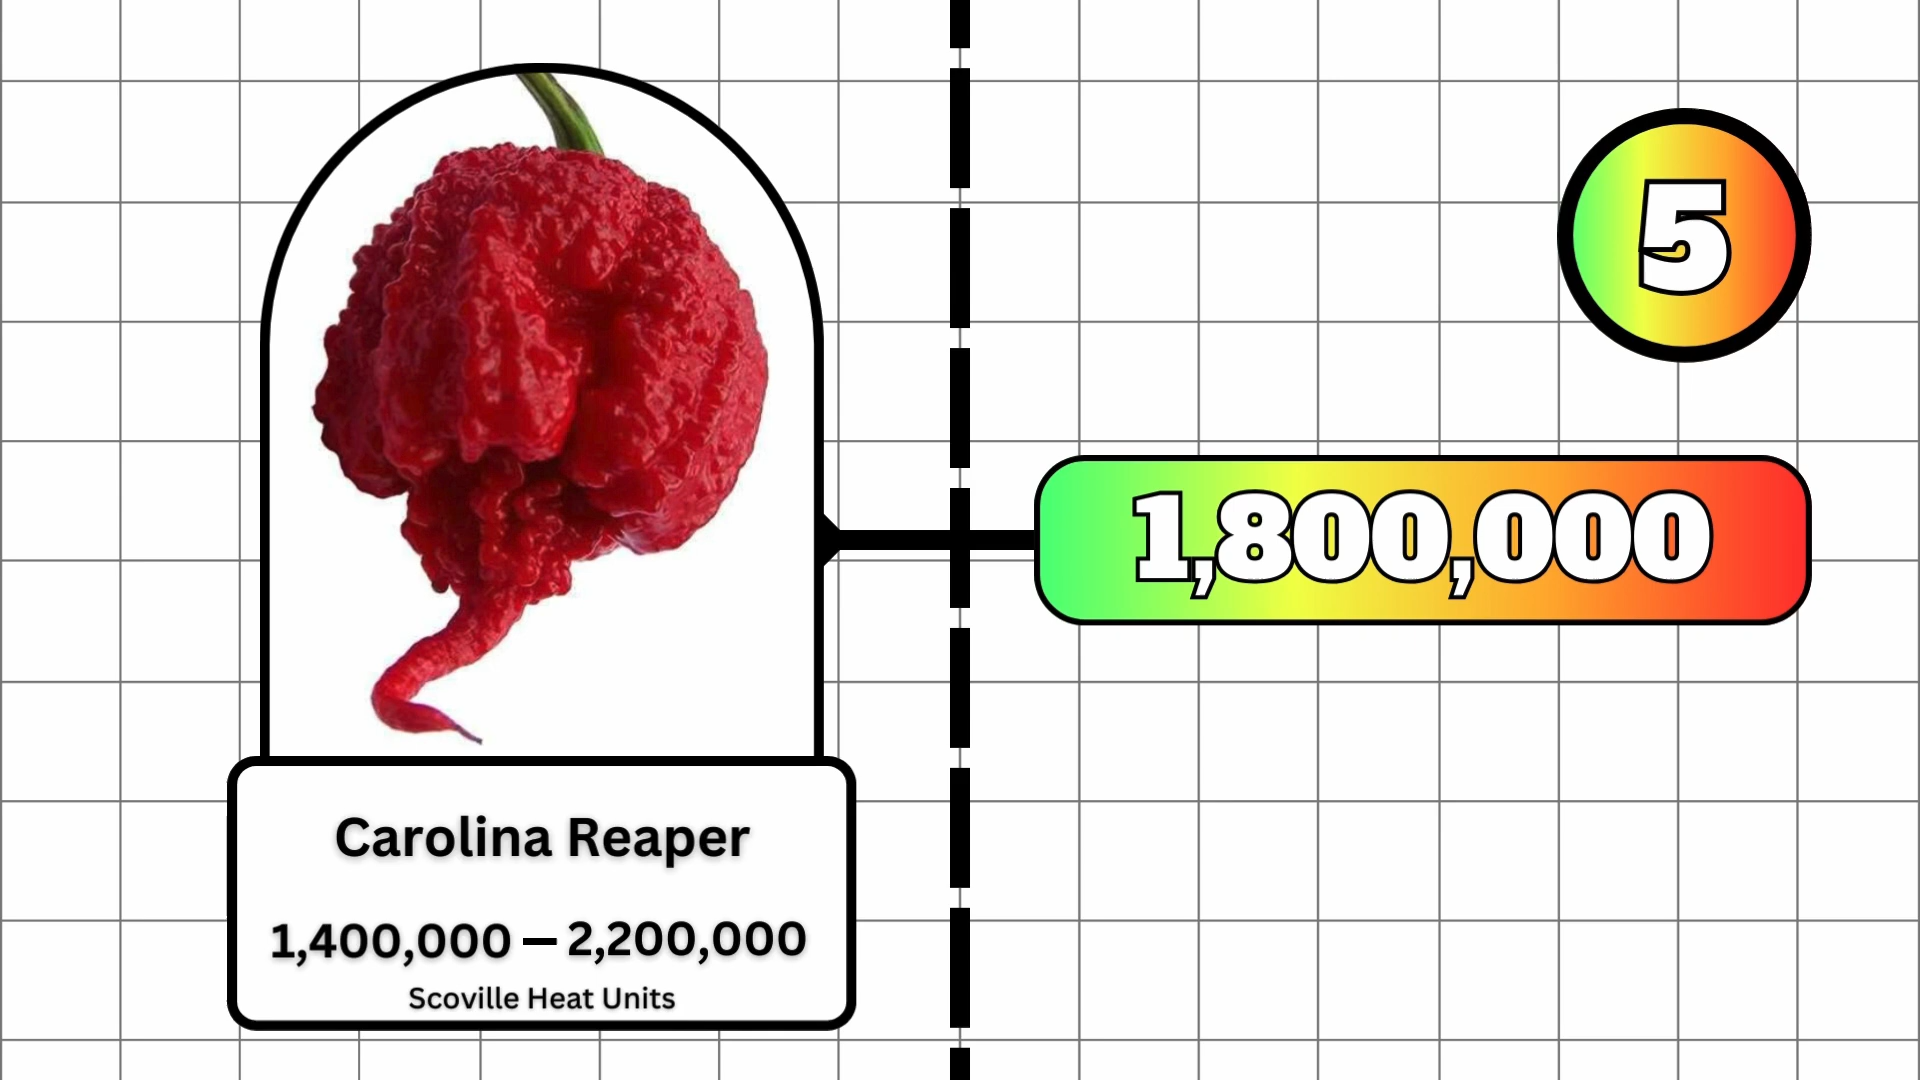 Carolina Reaper
1,400,000 — 2,200,000
Scoville Heat Units
5
1,800,000